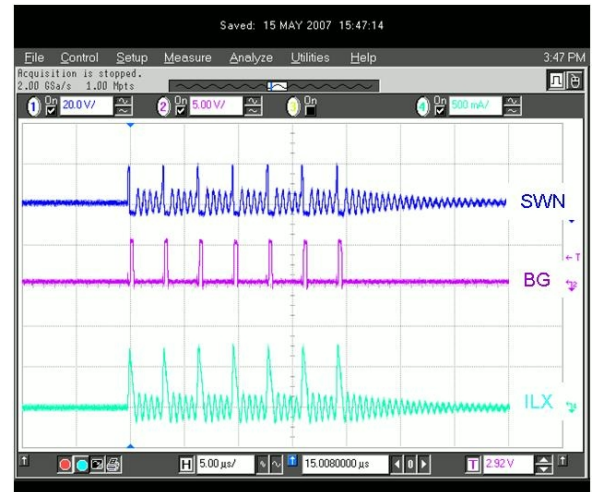 Saved: 15 MAY 2007 15:47:14
File Control Setup Measure Analyze Utilities Help 3:47 PM
Acquisition is stopped.
2.00 GSa/s 1.00 Mpts
1 On 20.0 V/ 2 On 5.00 V/ 3 On 4 On 500 mA/
SWN
T
BG
ILX
H 5.00 µs/ 15.0080000 µs 0 T 2.92 V